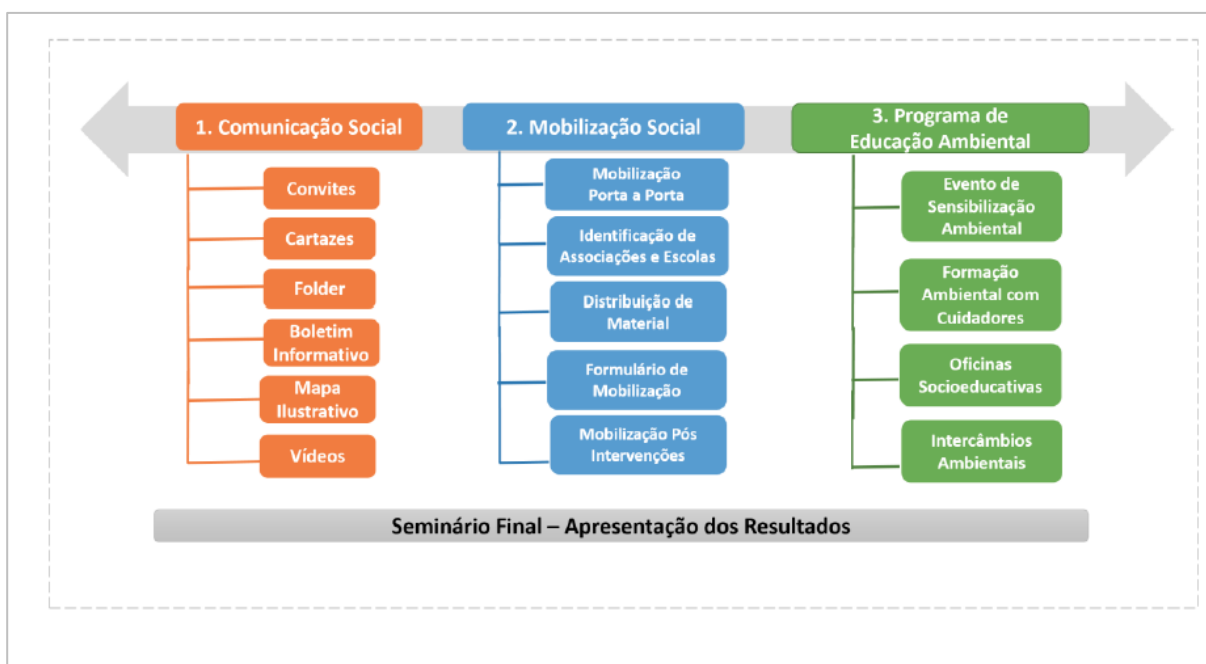 1. Comunicação Social
Convites
Cartazes
Folder
Boletim
Informativo
Mapa
Ilustrativo
Vídeos
2. Mobilização Social
Mobilização
Porta a Porta
Identificação de
Associações e Escolas
Distribuição de
Material
Formulário de
Mobilização
Mobilização Pós
Intervenções
3. Programa de
Educação Ambiental
Evento de
Sensibilização
Ambiental
Formação
Ambiental com
Cuidadores
Oficinas
Socioeducativas
Intercâmbios
Ambientais
Seminário Final – Apresentação dos Resultados